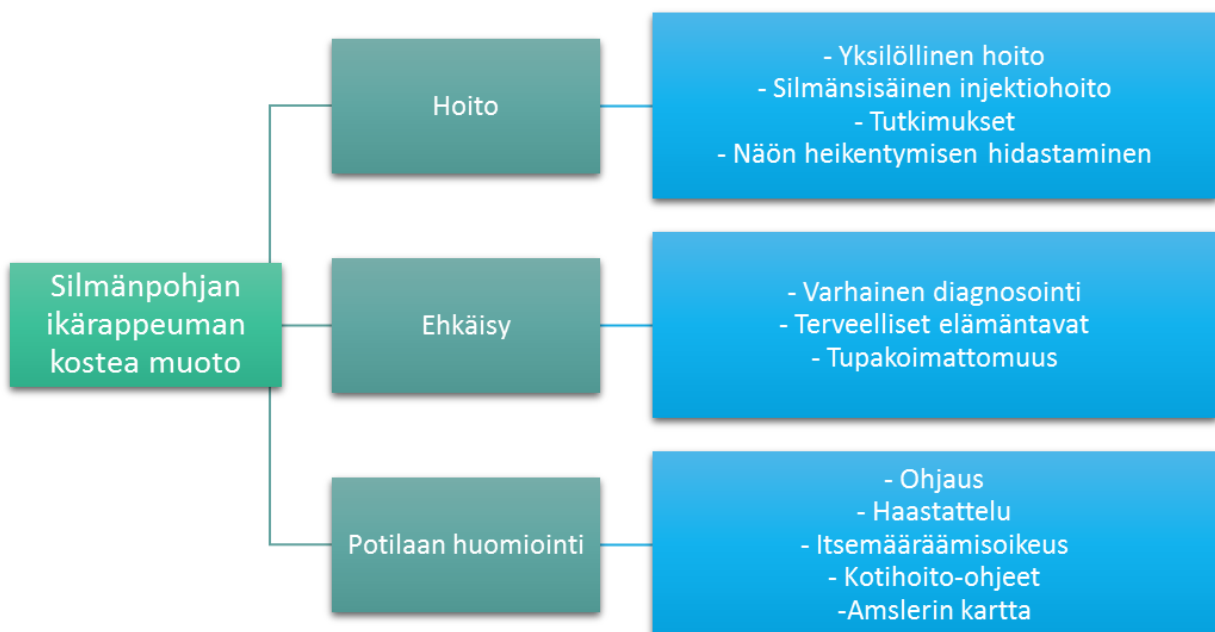 Silmänpohjan
ikärappeuman
kostea muoto
Hoito
- Yksilöllinen hoito
- Silmänsisäinen injektiohoito
- Tutkimukset
- Näön heikentymisen hidastaminen
Ehkäisy
- Varhainen diagnosointi
- Terveelliset elämäntavat
- Tupakoimattomuus
Potilaan huomiointi
- Ohjaus
- Haastattelu
- Itsemääräämisoikeus
- Kotihoito-ohjeet
-Amslerin kartta